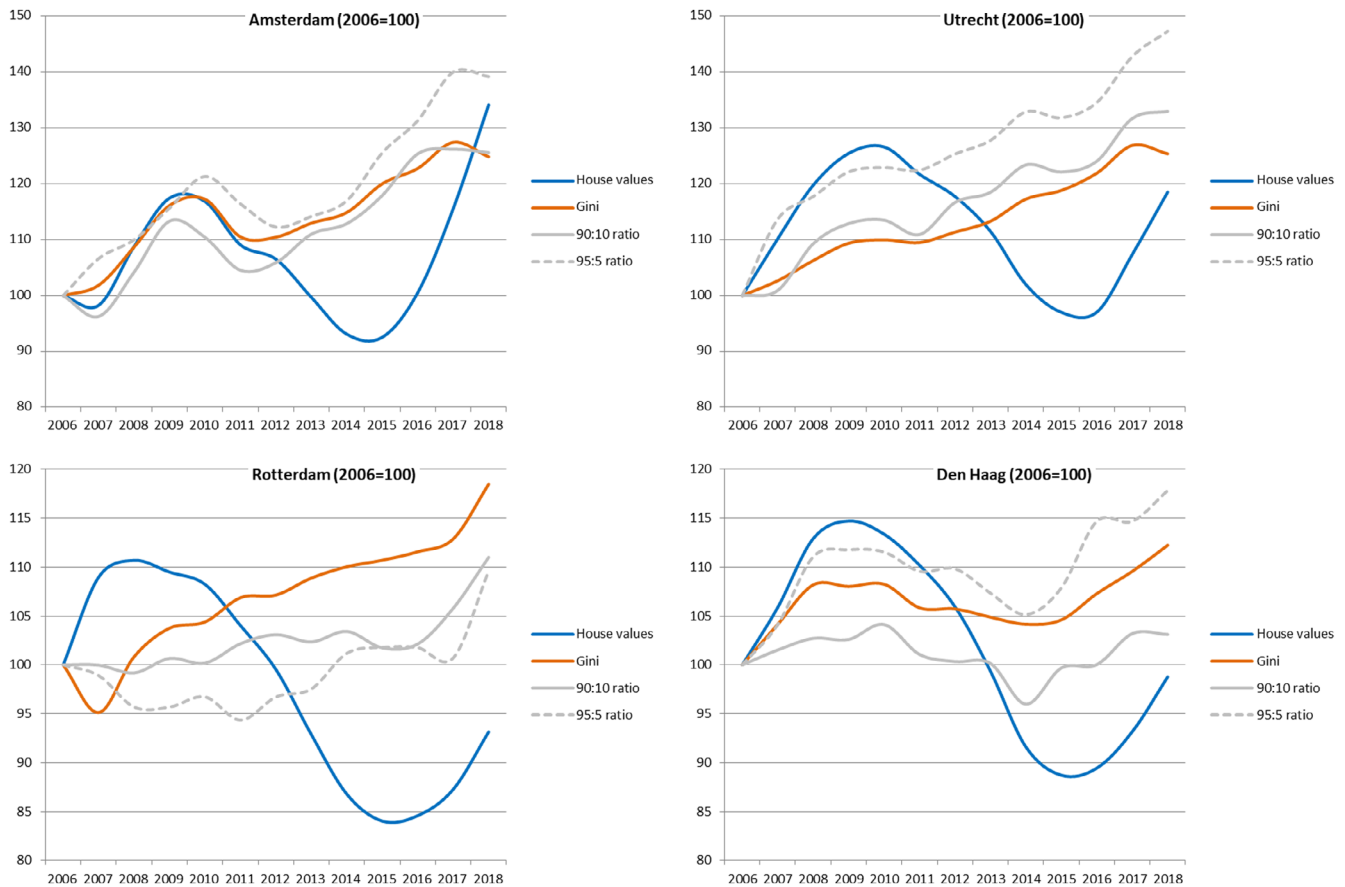 Amsterdam (2006=100)
150
140
130
120
110
100
90
80
2006 2007 2008 2009 2010 2011 2012 2013 2014 2015 2016 2017 2018
House values
Gini
90:10 ratio
95:5 ratio
Utrecht (2006=100)
150
140
130
120
110
100
90
80
2006 2007 2008 2009 2010 2011 2012 2013 2014 2015 2016 2017 2018
House values
Gini
90:10 ratio
95:5 ratio
Rotterdam (2006=100)
120
115
110
105
100
95
90
85
80
2006 2007 2008 2009 2010 2011 2012 2013 2014 2015 2016 2017 2018
House values
Gini
90:10 ratio
95:5 ratio
Den Haag (2006=100)
120
115
110
105
100
95
90
85
80
2006 2007 2008 2009 2010 2011 2012 2013 2014 2015 2016 2017 2018
House values
Gini
90:10 ratio
95:5 ratio